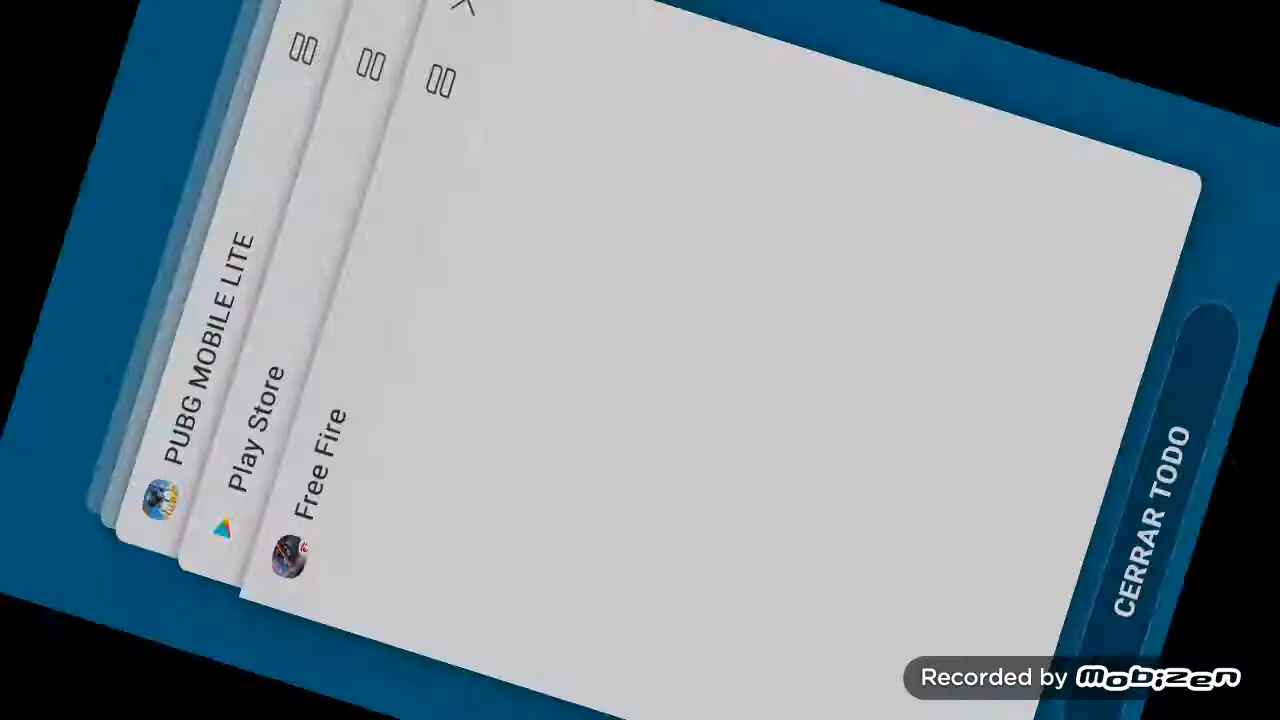 PUBG MOBILE LITE
Play Store
Free Fire
CERRAR TODO
Recorded by Mobizen